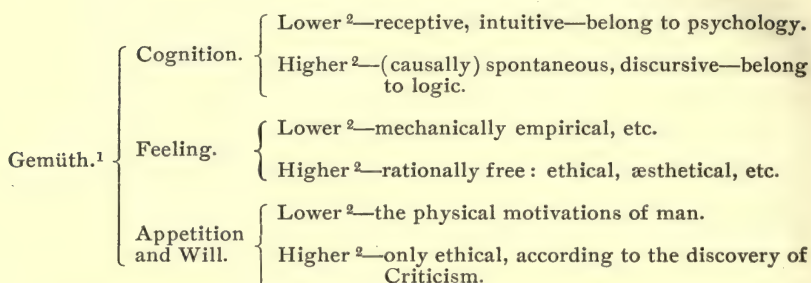 Lower ²—receptive, intuitive—belong to psychology.
Cognition.
Higher ²—(causally) spontaneous, discursive—belong
to logic.
Lower ²—mechanically empirical, etc.
Gemüth.¹
Feeling.
Higher ²—rationally free: ethical, æsthetical, etc.
Lower ²—the physical motivations of man.
Appetition
and Will.
Higher ²—only ethical, according to the discovery of
Criticism.